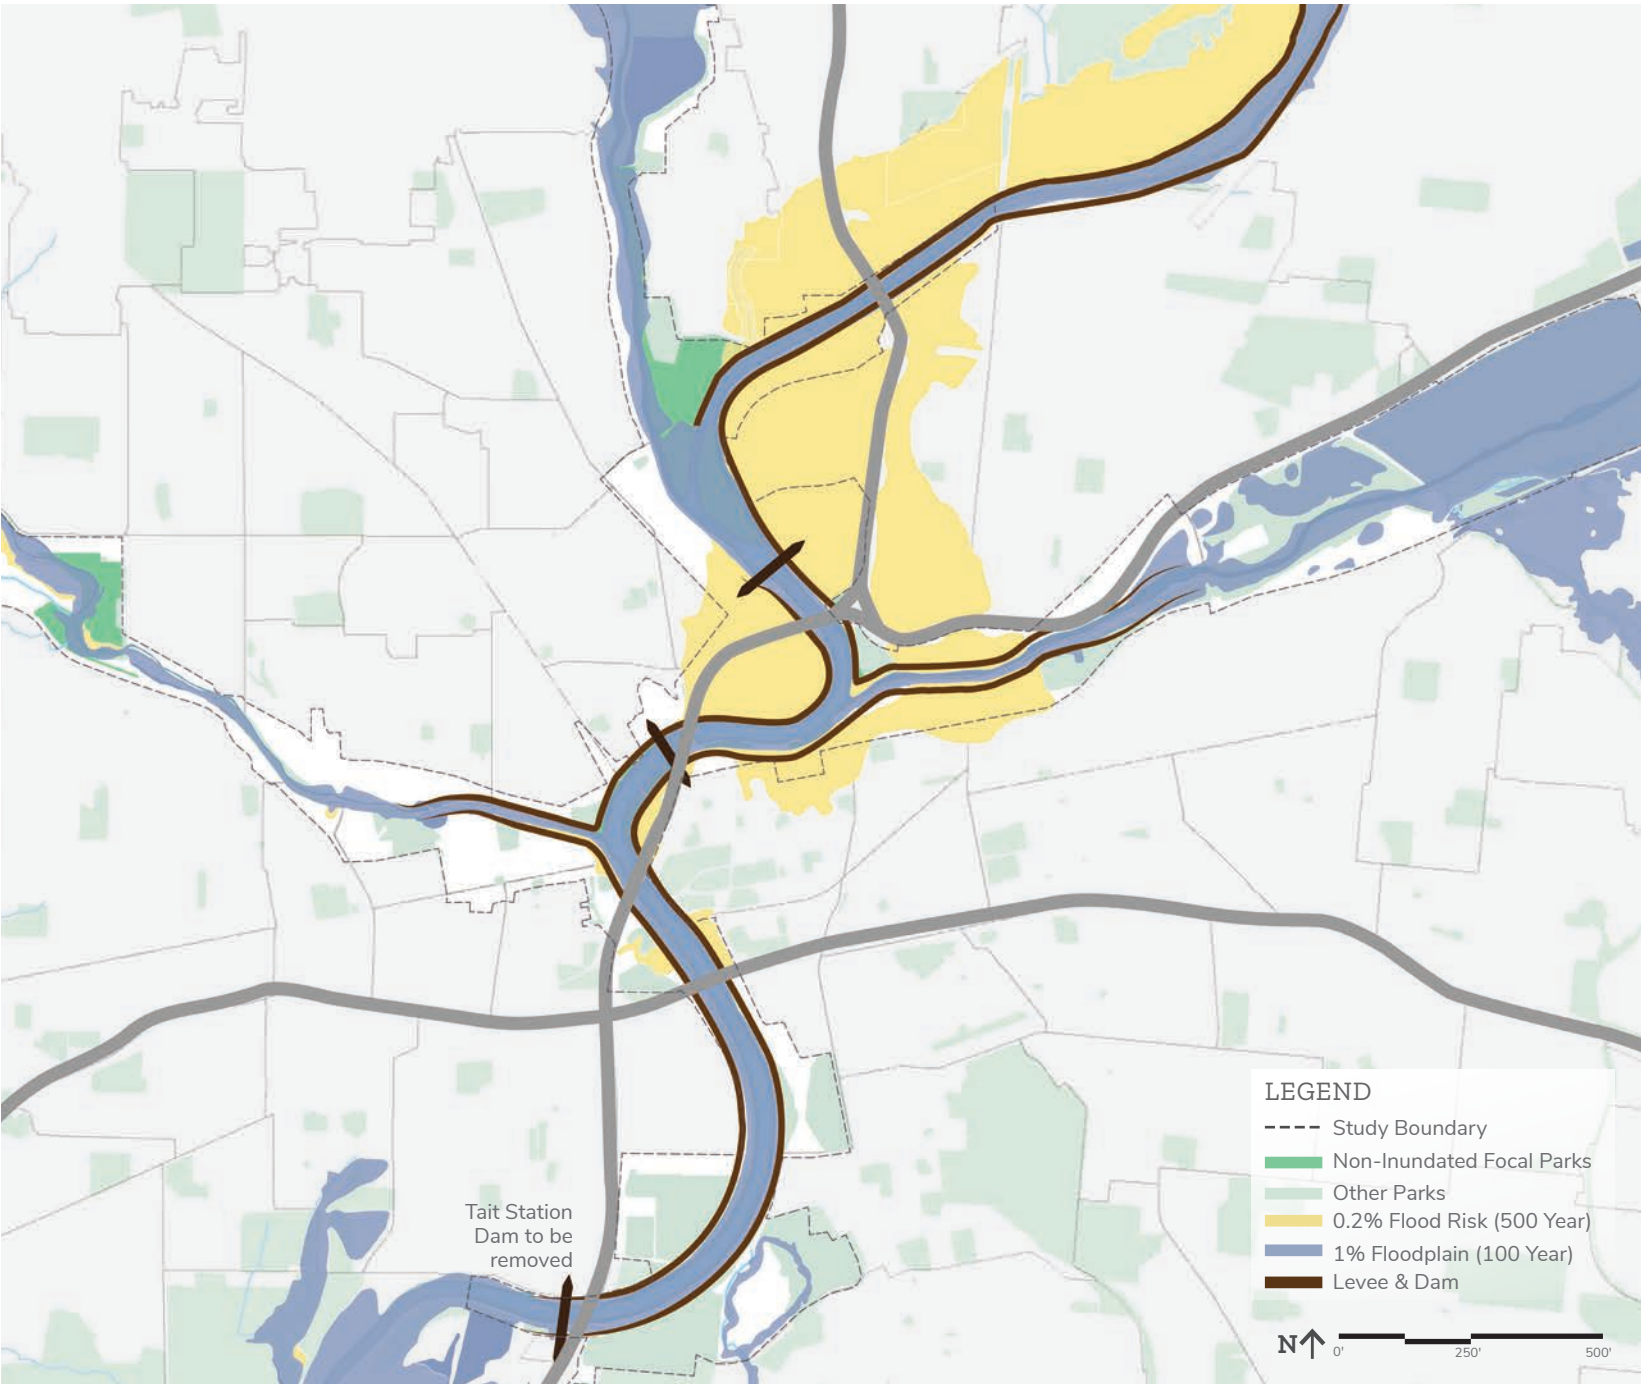 Tait Station
Dam to be
removed
LEGEND
Study Boundary
Non-Inundated Focal Parks
Other Parks
0.2% Flood Risk (500 Year)
1% Floodplain (100 Year)
Levee & Dam
N
0' 250' 500'